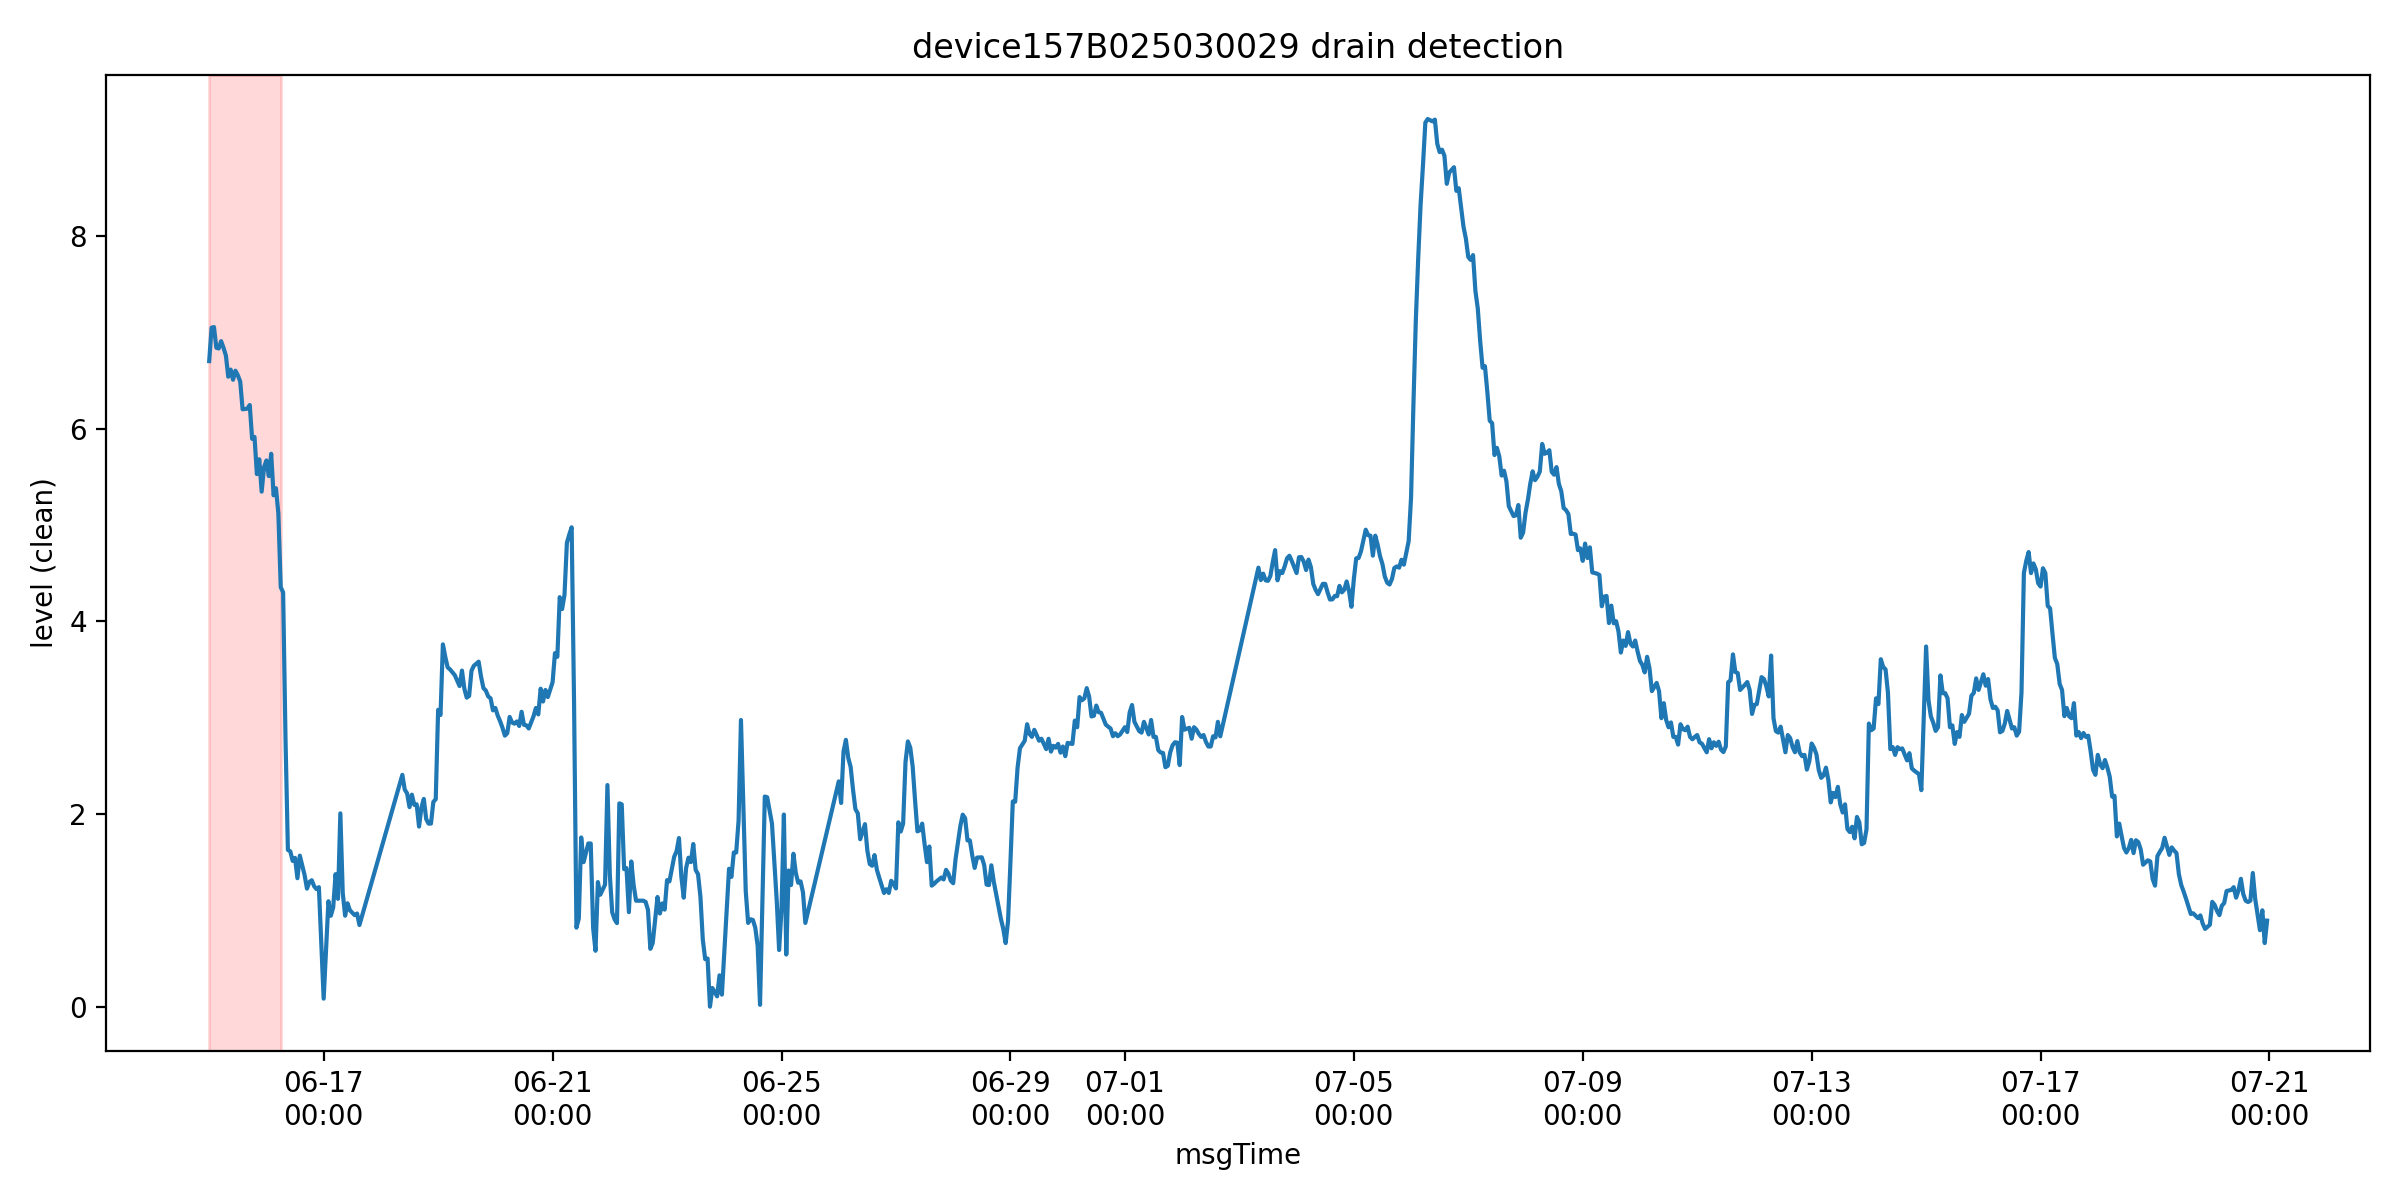 device157B025030029 drain detection
level (clean)
8
6
4
2
0
06-17 06-21 06-25 06-29 07-01 07-05 07-09 07-13 07-17 07-21
00:00 00:00 00:00 00:00 00:00 00:00 00:00 00:00 00:00 00:00
msgTime